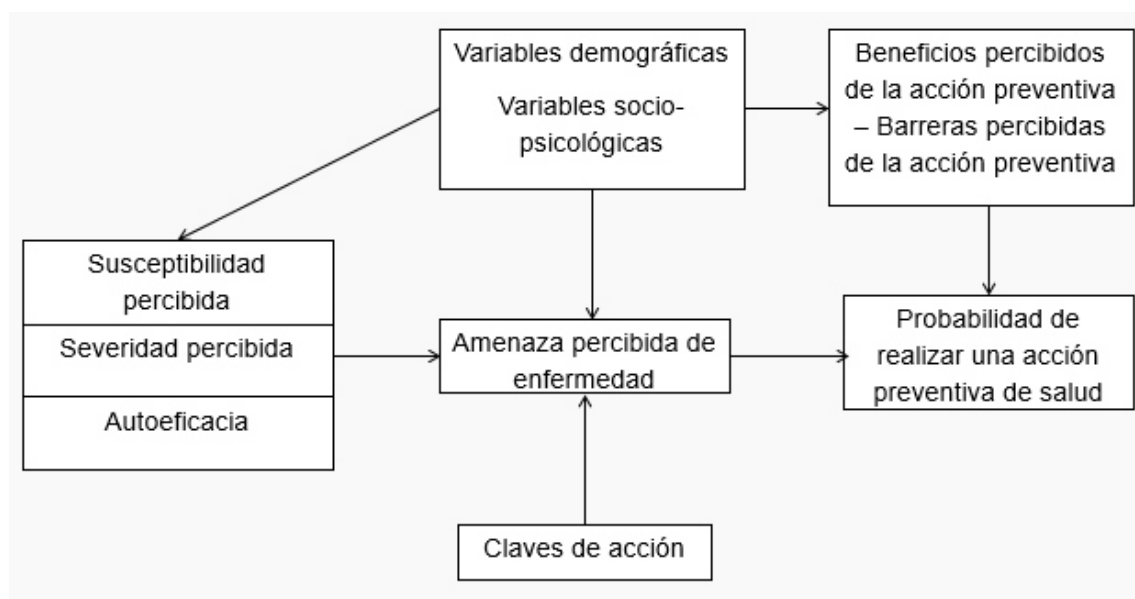 Variables demográficas
Variables socio-
psicológicas
Beneficios percibidos
de la acción preventiva
– Barreras percibidas
de la acción preventiva
Susceptibilidad
percibida
Severidad percibida
Autoeficacia
Amenaza percibida de
enfermedad
Probabilidad de
realizar una acción
preventiva de salud
Claves de acción